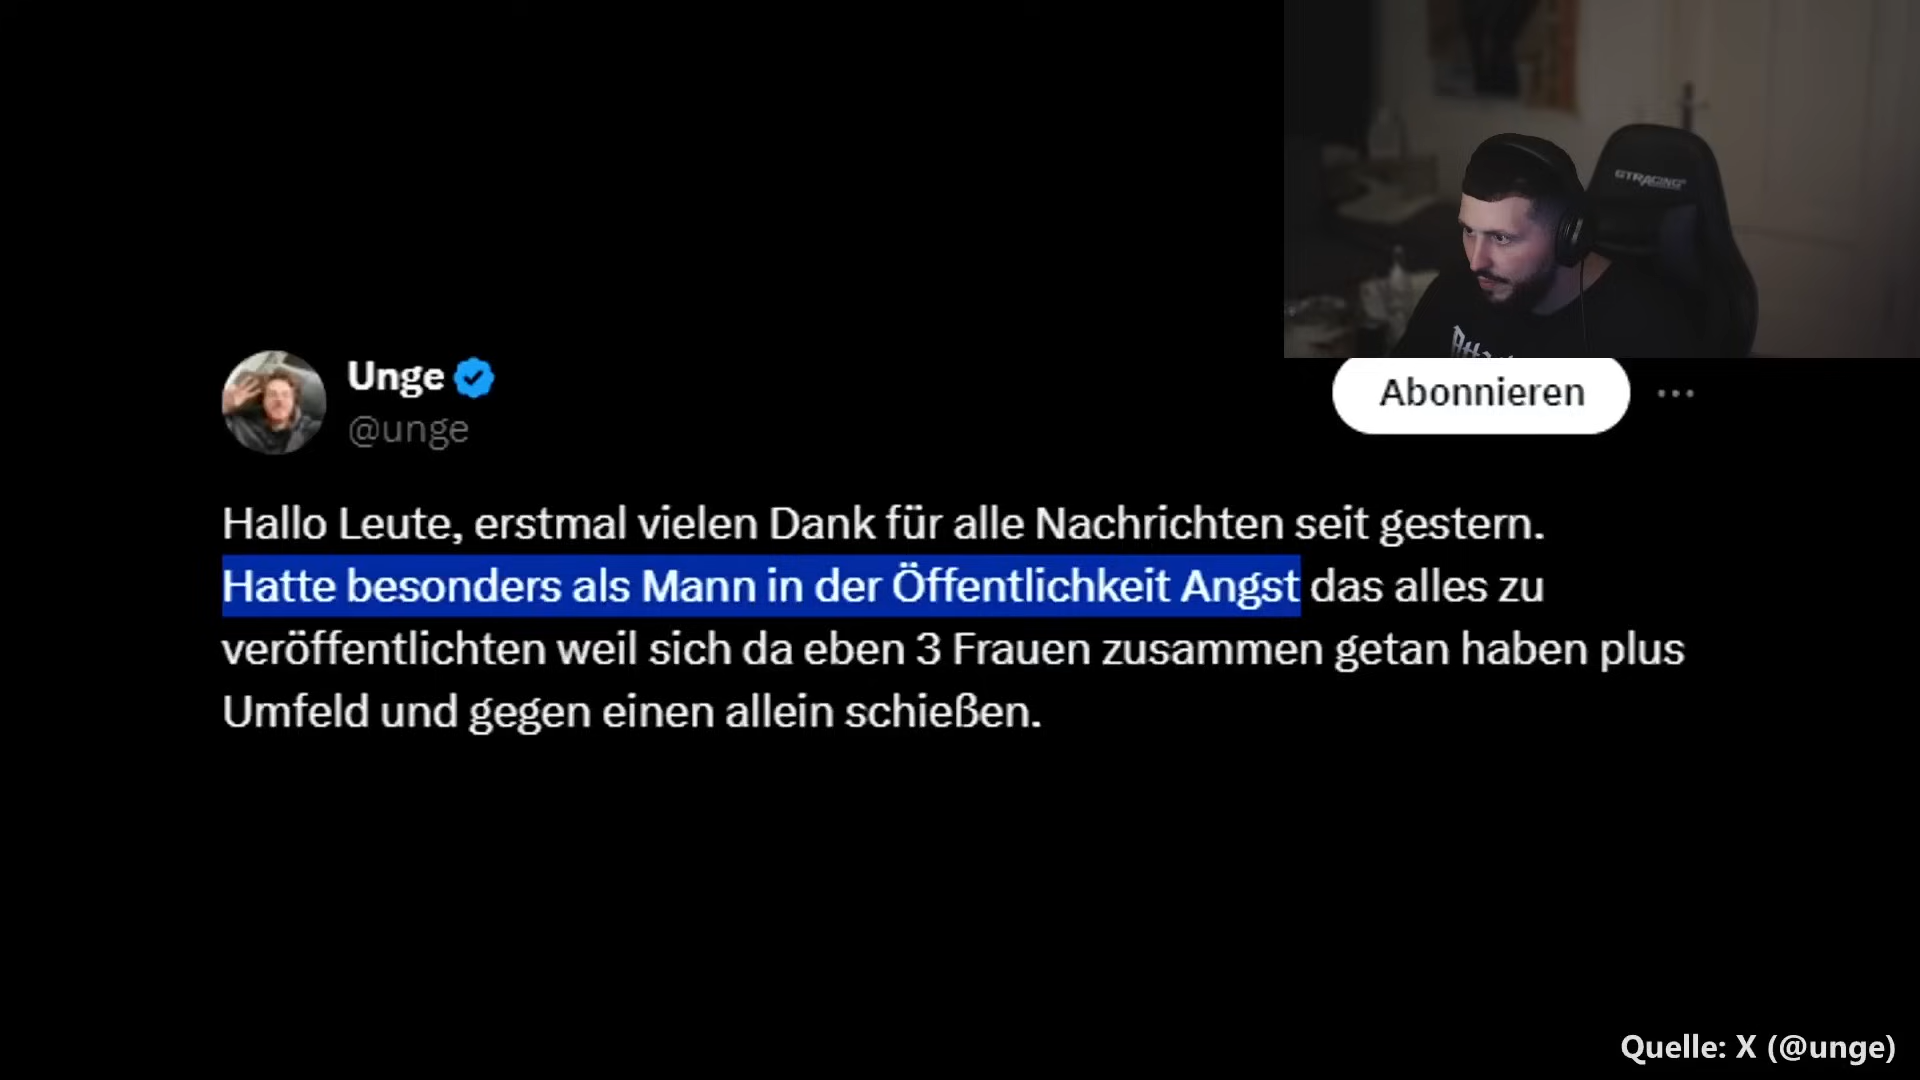 GTRACING
Unge
@unge
Abonnieren
Hallo Leute, erstmal vielen Dank für alle Nachrichten seit gestern.
Hatte besonders als Mann in der Öffentlichkeit Angst das alles zu
veröffentlichten weil sich da eben 3 Frauen zusammen getan haben plus
Umfeld und gegen einen allein schießen.
Quelle: X (@unge)